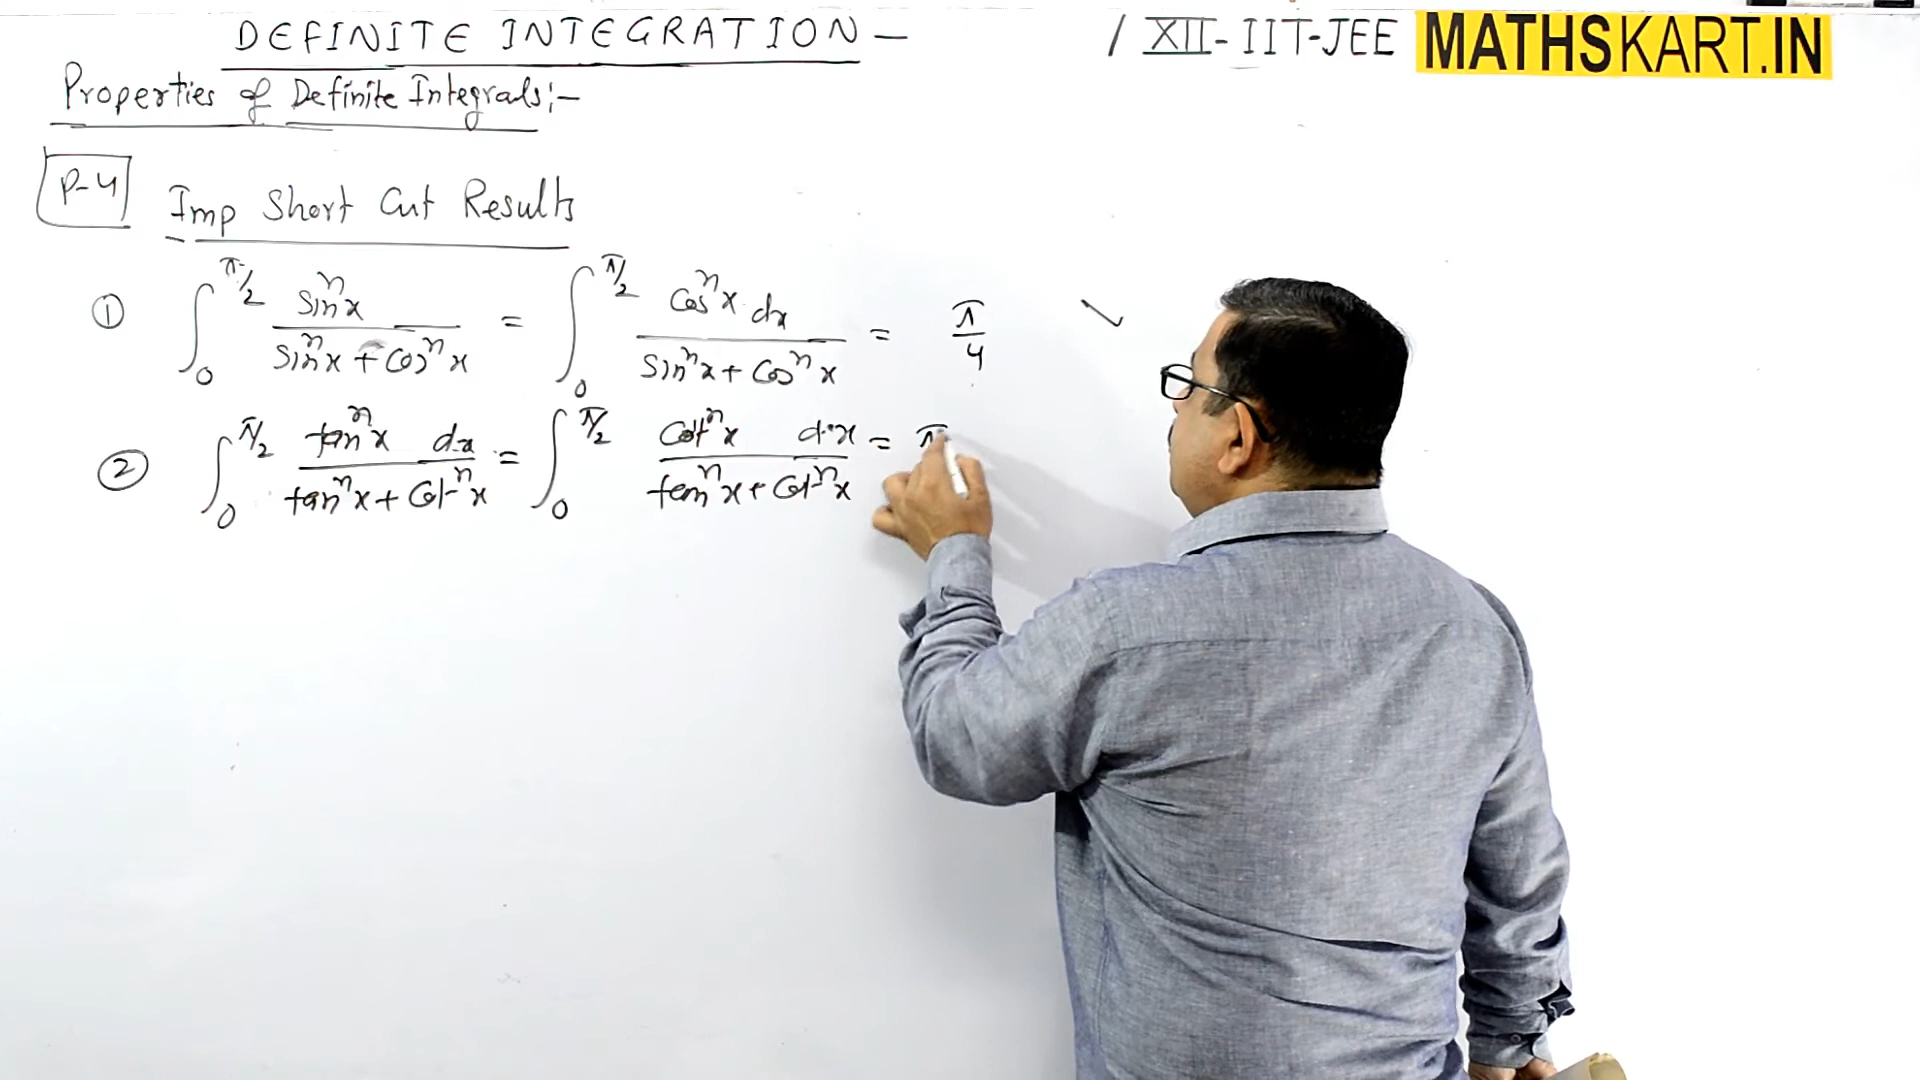 DEFINITE INTEGRATION — / XII - IIT-JEE MATHSKART.IN
Properties of Definite Integrals:-
P-4 Imp Short Cut Results
① ∫₀^{π/2} sinⁿx / (sinⁿx + cosⁿx) = ∫₀^{π/2} cosⁿx dx / (sinⁿx + cosⁿx) = π/4
② ∫₀^{π/2} tanⁿx dx / (tanⁿx + cotⁿx) = ∫₀^{π/2} cotⁿx dx / (tanⁿx + cotⁿx) = π